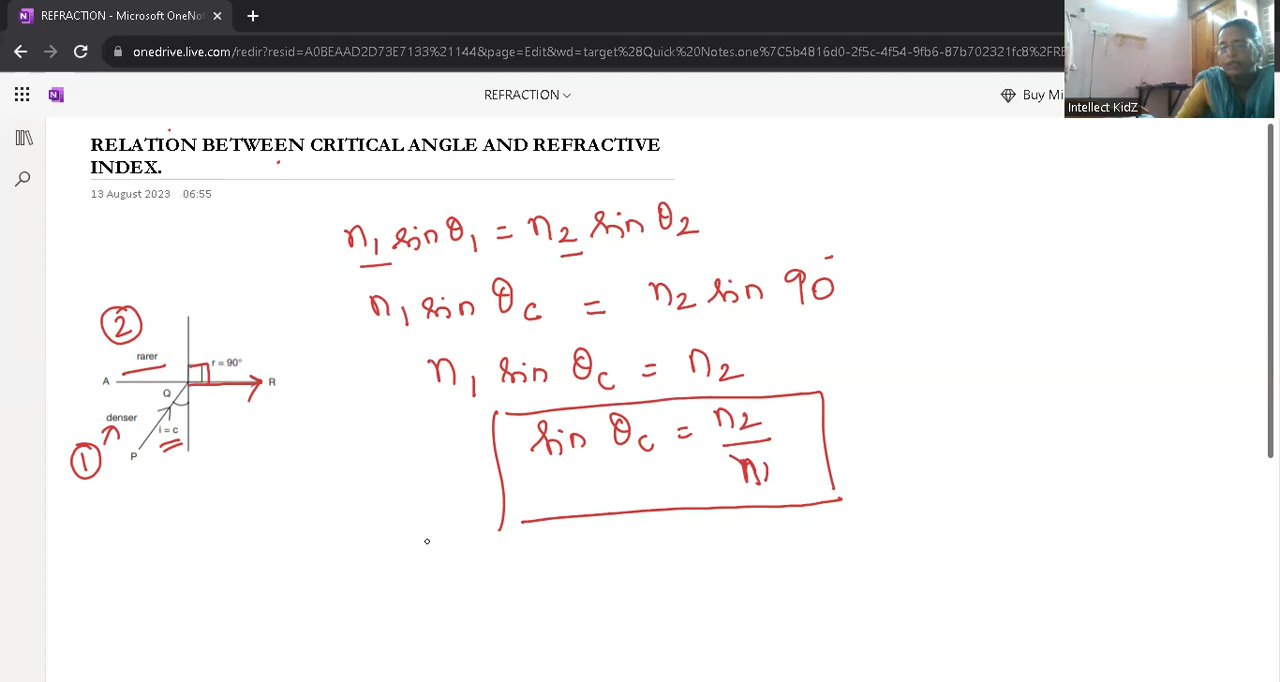 REFRACTION - Microsoft OneNot
onedrive.live.com/redir?resid=A0BEAAD2D73E7133%21144&page=Edit&wd=target%28Quick%20Notes.one%7C5b4816d0-2f5c-4f54-9fb6-87b702321fc8%2FRE
REFRACTION
Buy Mi
Intellect KidZ
RELATION BETWEEN CRITICAL ANGLE AND REFRACTIVE
INDEX.
13 August 2023 06:55
n₁ sin θ₁ = n₂ sin θ₂
n₁ sin θc = n₂ sin 90°
n₁ sin θc = n₂
sin θc = n₂/n₁
②
rarer
r = 90°
A
R
Q
denser
i = c
①
P